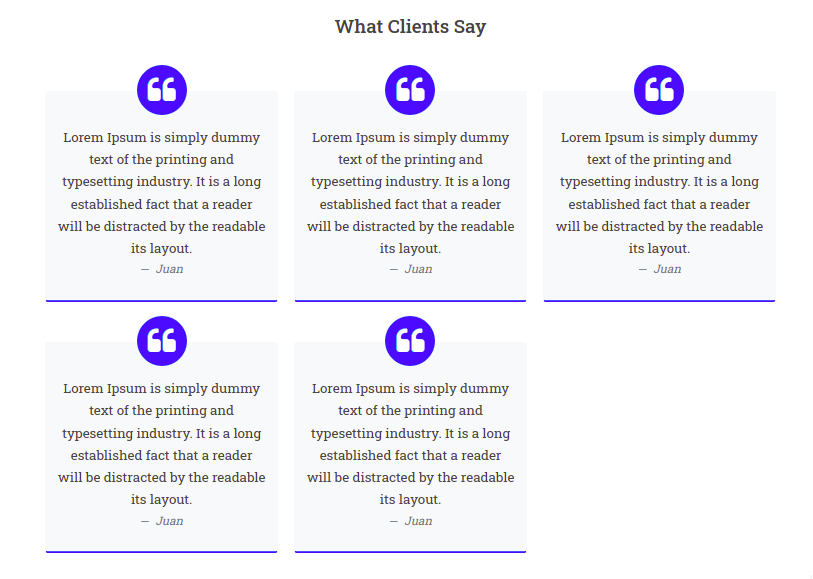 What Clients Say
Lorem Ipsum is simply dummy
text of the printing and
typesetting industry. It is a long
established fact that a reader
will be distracted by the readable
its layout.
— Juan
Lorem Ipsum is simply dummy
text of the printing and
typesetting industry. It is a long
established fact that a reader
will be distracted by the readable
its layout.
— Juan
Lorem Ipsum is simply dummy
text of the printing and
typesetting industry. It is a long
established fact that a reader
will be distracted by the readable
its layout.
— Juan
Lorem Ipsum is simply dummy
text of the printing and
typesetting industry. It is a long
established fact that a reader
will be distracted by the readable
its layout.
— Juan
Lorem Ipsum is simply dummy
text of the printing and
typesetting industry. It is a long
established fact that a reader
will be distracted by the readable
its layout.
— Juan